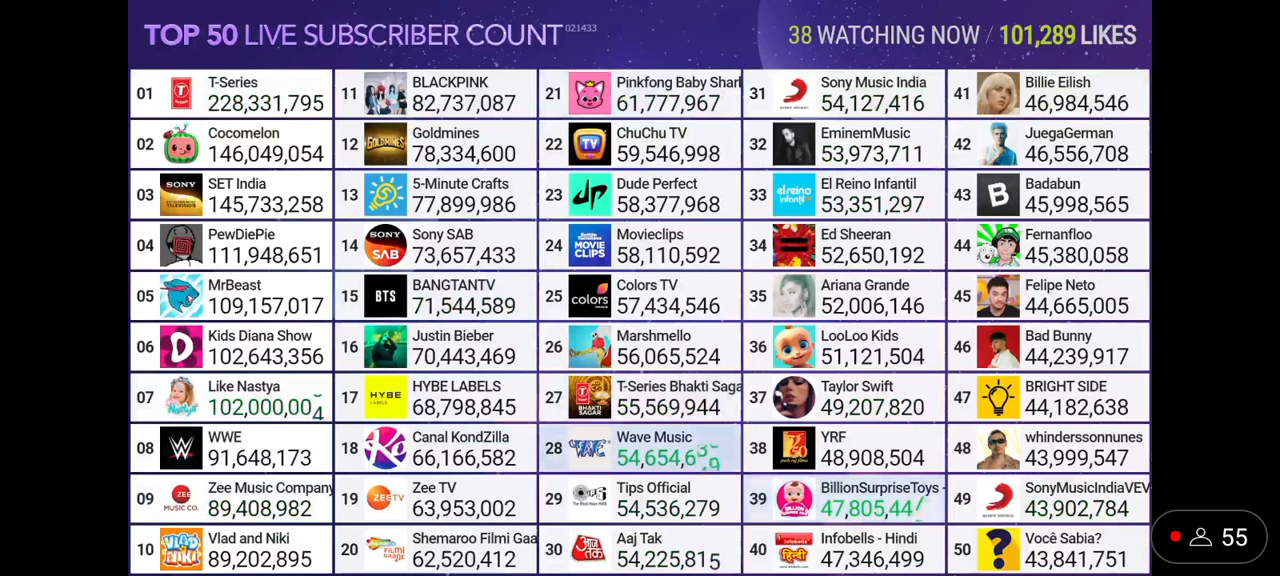 TOP 50 LIVE SUBSCRIBER COUNT 021433
38 WATCHING NOW / 101,289 LIKES
01 T-Series 228,331,795
02 Cocomelon 146,049,054
03 SET India 145,733,258
04 PewDiePie 111,948,651
05 MrBeast 109,157,017
06 Kids Diana Show 102,643,356
07 Like Nastya 102,000,00
08 WWE 91,648,173
09 Zee Music Company 89,408,982
10 Vlad and Niki 89,202,895
11 BLACKPINK 82,737,087
12 Goldmines 78,334,600
13 5-Minute Crafts 77,899,986
14 Sony SAB 73,657,433
15 BANGTANTV 71,544,589
16 Justin Bieber 70,443,469
17 HYBE LABELS 68,798,845
18 Canal KondZilla 66,166,582
19 Zee TV 63,953,002
20 Shemaroo Filmi Gaa 62,520,412
21 Pinkfong Baby Shar 61,777,967
22 ChuChu TV 59,546,998
23 Dude Perfect 58,377,968
24 Movieclips 58,110,592
25 Colors TV 57,434,546
26 Marshmello 56,065,524
27 T-Series Bhakti Saga 55,569,944
28 Wave Music 54,654,6
29 Tips Official 54,536,279
30 Aaj Tak 54,225,815
31 Sony Music India 54,127,416
32 EminemMusic 53,973,711
33 El Reino Infantil 53,351,297
34 Ed Sheeran 52,650,192
35 Ariana Grande 52,006,146
36 LooLoo Kids 51,121,504
37 Taylor Swift 49,207,820
38 YRF 48,908,504
39 BillionSurpriseToys - 47,805,44
40 Infobells - Hindi 47,346,499
41 Billie Eilish 46,984,546
42 JuegaGerman 46,556,708
43 Badabun 45,998,565
44 Fernanfloo 45,380,058
45 Felipe Neto 44,665,005
46 Bad Bunny 44,239,917
47 BRIGHT SIDE 44,182,638
48 whinderssonnunes 43,999,547
49 SonyMusicIndiaVEV 43,902,784
50 Você Sabia? 43,841,751
55